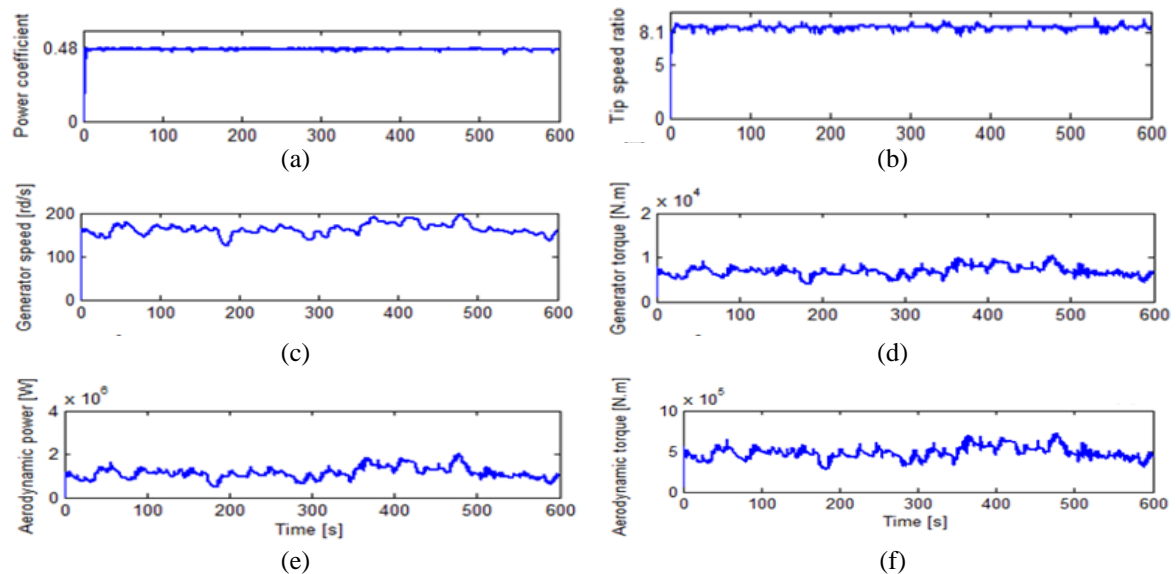 Power coefficient
0.48
0
0 100 200 300 400 500 600
(a)
Tip speed ratio
8.1
5
0
0 100 200 300 400 500 600
(b)
Generator speed [rd/s]
200
100
0
0 100 200 300 400 500 600
(c)
Generator torque [N.m]
× 10^4
2
1
0
0 100 200 300 400 500 600
(d)
Aerodynamic power [W]
× 10^6
4
2
0
0 100 200 300 400 500 600
Time [s]
(e)
Aerodynamic torque [N.m]
× 10^5
10
5
0
0 100 200 300 400 500 600
Time [s]
(f)